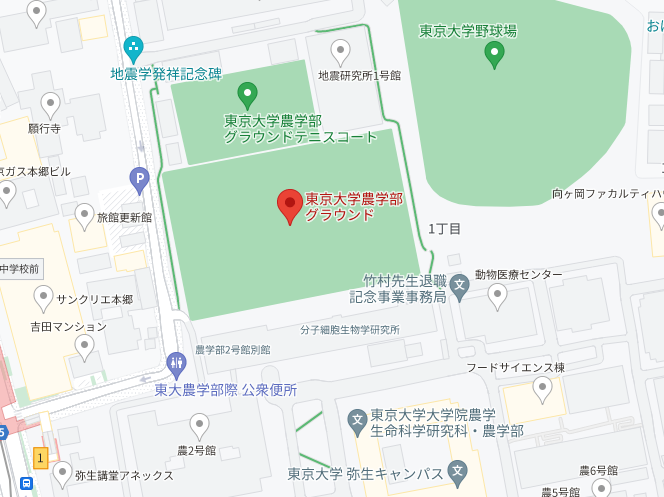 東京大学野球場
おは
地震学発祥記念碑
地震研究所1号館
願行寺
東京大学農学部
グラウンドテニスコート
京ガス本郷ビル
P
旅館更新館
東京大学農学部
グラウンド
向ヶ岡ファカルティハ
1丁目
中学校前
サンクリエ本郷
竹村先生退職
記念事業事務局
動物医療センター
吉田マンション
分子細胞生物学研究所
農学部2号館別館
東大農学部際 公衆便所
フードサイエンス棟
東京大学大学院農学
生命科学研究科・農学部
農2号館
1
弥生講堂アネックス
東京大学 弥生キャンパス
農6号館
農5号館
文
文
文